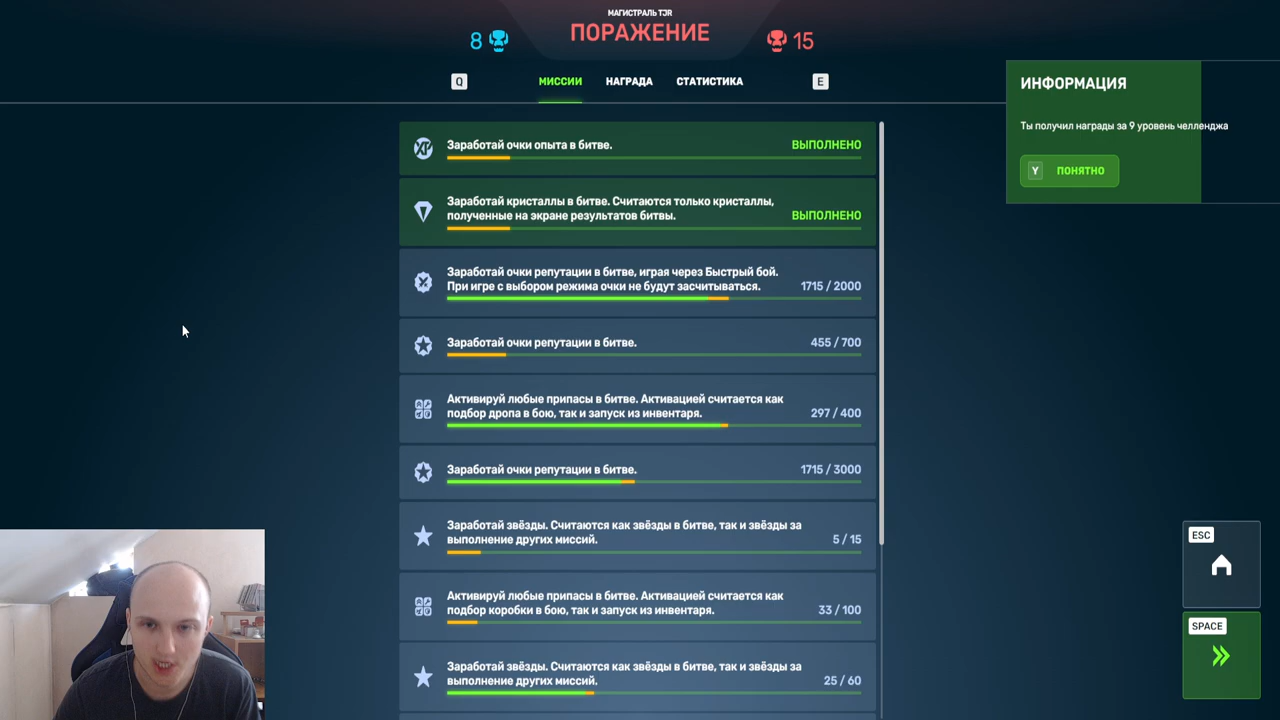 МАГИСТРАЛЬ TJR
ПОРАЖЕНИЕ
8
15
Q
МИССИИ
НАГРАДА
СТАТИСТИКА
E
ИНФОРМАЦИЯ
Ты получил награды за 9 уровень челленджа
Y
ПОНЯТНО
XP
Заработай очки опыта в битве.
ВЫПОЛНЕНО
Заработай кристаллы в битве. Считаются только кристаллы,
полученные на экране результатов битвы.
ВЫПОЛНЕНО
Заработай очки репутации в битве, играя через Быстрый бой.
При игре с выбором режима очки не будут засчитываться.
1715 / 2000
Заработай очки репутации в битве.
455 / 700
Активируй любые припасы в битве. Активацией считается как
подбор дропа в бою, так и запуск из инвентаря.
297 / 400
Заработай очки репутации в битве.
1715 / 3000
Заработай звёзды. Считаются как звёзды в битве, так и звёзды за
выполнение других миссий.
5 / 15
Активируй любые припасы в битве. Активацией считается как
подбор коробки в бою, так и запуск из инвентаря.
33 / 100
Заработай звёзды. Считаются как звёзды в битве, так и звёзды за
выполнение других миссий.
25 / 60
ESC
SPACE